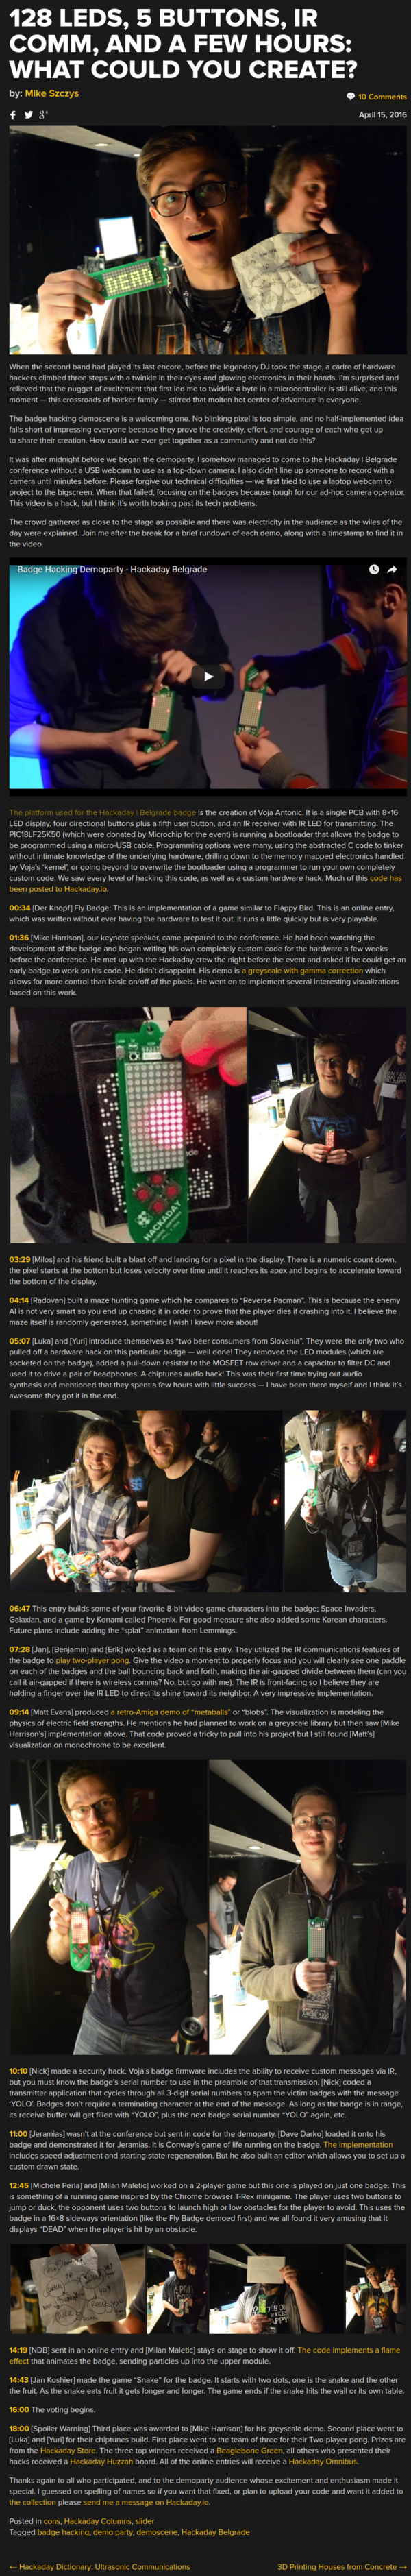 128 LEDS, 5 BUTTONS, IR
COMM, AND A FEW HOURS:
WHAT COULD YOU CREATE?
by: Mike Szczys
10 Comments
April 15, 2016
When the second band had played its last encore, before the legendary DJ took the stage, a cadre of hardware
hackers climbed three steps with a twinkle in their eyes and glowing electronics in their hands. I'm surprised and
relieved that the nugget of excitement that first led me to twiddle a byte in a microcontroller is still alive, and this
moment — this crossroads of hacker family — stirred that molten hot center of adventure in everyone.
The badge hacking demoscene is a welcoming one. No blinking pixel is too simple, and no half-implemented idea
falls short of impressing everyone because they prove the creativity, effort, and courage of each who got up
to share their creation. How could we ever get together as a community and not do this?
It was after midnight before we began the demoparty. I somehow managed to come to the Hackaday | Belgrade
conference without a USB webcam to use as a top-down camera. I also didn't line up someone to record with a
camera until minutes before. Please forgive our technical difficulties — we first tried to use a laptop webcam to
project to the bigscreen. When that failed, focusing on the badges because tough for our ad-hoc camera operator.
This video is a hack, but I think it's worth looking past its tech problems.
The crowd gathered as close to the stage as possible and there was electricity in the audience as the wiles of the
day were explained. Join me after the break for a brief rundown of each demo, along with a timestamp to find it in
the video.
Badge Hacking Demoparty - Hackaday Belgrade
The platform used for the Hackaday | Belgrade badge is the creation of Voja Antonic. It is a single PCB with 8×16
LED display, four directional buttons plus a fifth user button, and an IR receiver with IR LED for transmitting. The
PIC18LF25K50 (which were donated by Microchip for the event) is running a bootloader that allows the badge to
be programmed using a micro-USB cable. Programming options were many, using the abstracted C code to tinker
without intimate knowledge of the underlying hardware, drilling down to the memory mapped electronics handled
by Voja's 'kernel', or going beyond to overwrite the bootloader using a programmer to run your own completely
custom code. We saw every level of hacking this code, as well as a custom hardware hack. Much of this code has
been posted to Hackaday.io.
00:34 [Der Knopf] Fly Badge: This is an implementation of a game similar to Flappy Bird. This is an online entry,
which was written without ever having the hardware to test it out. It runs a little quickly but is very playable.
01:36 [Mike Harrison], our keynote speaker, came prepared to the conference. He had been watching the
development of the badge and began writing his own completely custom code for the hardware a few weeks
before the conference. He met up with the Hackaday crew the night before the event and asked if he could get an
early badge to work on his code. He didn't disappoint. His demo is a greyscale with gamma correction which
allows for more control than basic on/off of the pixels. He went on to implement several interesting visualizations
based on this work.
HACKADAY
03:29 [Milos] and his friend built a blast off and landing for a pixel in the display. There is a numeric count down,
the pixel starts at the bottom but loses velocity over time until it reaches its apex and begins to accelerate toward
the bottom of the display.
04:14 [Radovan] built a maze hunting game which he compares to "Reverse Pacman". This is because the enemy
AI is not very smart so you end up chasing it in order to prove that the player dies if crashing into it. I believe the
maze itself is randomly generated, something I wish I knew more about!
05:07 [Luka] and [Yuri] introduce themselves as "two beer consumers from Slovenia". They were the only two who
pulled off a hardware hack on this particular badge — well done! They removed the LED modules (which are
socketed on the badge), added a pull-down resistor to the MOSFET row driver and a capacitor to filter DC and
used it to drive a pair of headphones. A chiptunes audio hack! This was their first time trying out audio
synthesis and mentioned that they spent a few hours with little success — I have been there myself and I think it's
awesome they got it in the end.
06:47 This entry builds some of your favorite 8-bit video game characters into the badge; Space Invaders,
Galaxian, and a game by Konami called Phoenix. For good measure she also added some Korean characters.
Future plans include adding the "splat" animation from Lemmings.
07:28 [Jan], [Benjamin] and [Erik] worked as a team on this entry. They utilized the IR communications features of
the badge to play two-player pong. Give the video a moment to properly focus and you will clearly see one paddle
on each of the badges and the ball bouncing back and forth, making the air-gapped divide between them (can you
call it air-gapped if there is wireless comms? No, but go with me). The IR is front-facing so I believe they are
holding a finger over the IR LED to direct its shine toward its neighbor. A very impressive implementation.
09:14 [Matt Evans] produced a retro-Amiga demo of "metaballs" or "blobs". The visualization is modeling the
physics of electric field strengths. He mentions he had planned to work on a greyscale library but then saw [Mike
Harrison's] implementation above. That code proved a tricky to pull into his project but I still found [Matt's]
visualization on monochrome to be excellent.
10:10 [Nick] made a security hack. Voja's badge firmware includes the ability to receive custom messages via IR,
but you must know the badge's serial number to use in the preamble of that transmission. [Nick] coded a
transmitter application that cycles through all 3-digit serial numbers to spam the victim badges with the message
'YOLO'. Badges don't require a terminating character at the end of the message. As long as the badge is in range,
its receive buffer will get filled with "YOLO", plus the next badge serial number "YOLO" again, etc.
11:00 [Jeramias] wasn't at the conference but sent in code for the demoparty. [Dave Darko] loaded it onto his
badge and demonstrated it for Jeramias. It is Conway's game of life running on the badge. The implementation
includes speed adjustment and starting-state regeneration. But he also built an editor which allows you to set up a
custom drawn state.
12:45 [Michele Perla] and [Milan Maletic] worked on a 2-player game but this one is played on just one badge. This
is something of a running game inspired by the Chrome browser T-Rex minigame. The player uses two buttons to
jump or duck, the opponent uses two buttons to launch high or low obstacles for the player to avoid. This uses the
badge in a 16×8 sideways orientation (like the Fly Badge demoed first) and we all found it very amusing that it
displays "DEAD" when the player is hit by an obstacle.
14:19 [NDB] sent in an online entry and [Milan Maletic] stays on stage to show it off. The code implements a flame
effect that animates the badge, sending particles up into the upper module.
14:43 [Jan Koshier] made the game "Snake" for the badge. It starts with two dots, one is the snake and the other
the fruit. As the snake eats fruit it gets longer and longer. The game ends if the snake hits the wall or its own table.
16:00 The voting begins.
18:00 [Spoiler Warning] Third place was awarded to [Mike Harrison] for his greyscale demo. Second place went to
[Luka] and [Yuri] for their chiptunes build. First place went to the team of three for their Two-player pong. Prizes are
from the Hackaday Store. The three top winners received a Beaglebone Green, all others who presented their
hacks received a Hackaday Huzzah board. All of the online entries will receive a Hackaday Omnibus.
Thanks again to all who participated, and to the demoparty audience whose excitement and enthusiasm made it
special. I guessed on spelling of names so if you want that fixed, or plan to upload your code and want it added to
the collection please send me a message on Hackaday.io.
Posted in cons, Hackaday Columns, slider
Tagged badge hacking, demo party, demoscene, Hackaday Belgrade
← Hackaday Dictionary: Ultrasonic Communications
3D Printing Houses from Concrete →